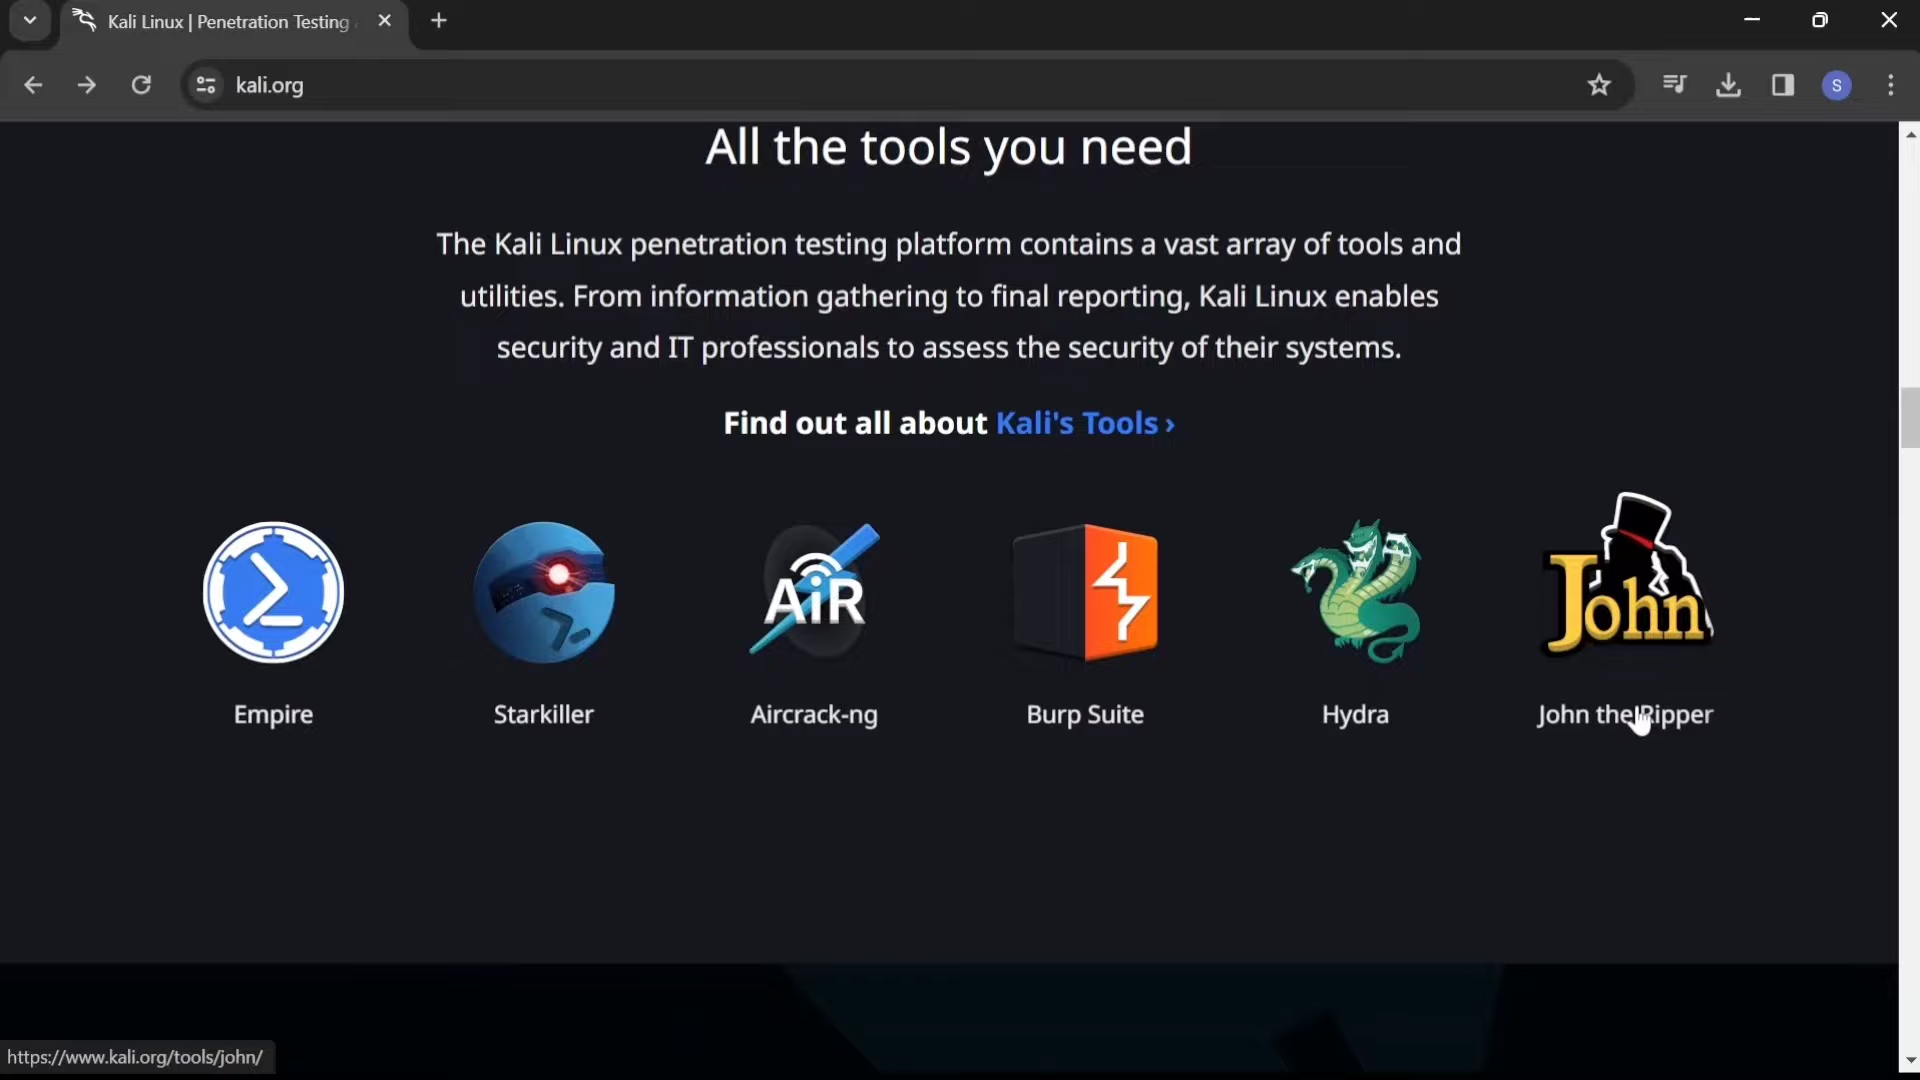 Kali Linux | Penetration Testing
kali.org
S
All the tools you need
The Kali Linux penetration testing platform contains a vast array of tools and
utilities. From information gathering to final reporting, Kali Linux enables
security and IT professionals to assess the security of their systems.
Find out all about Kali's Tools ›
AiR
John
Empire
Starkiller
Aircrack-ng
Burp Suite
Hydra
John the Ripper
https://www.kali.org/tools/john/